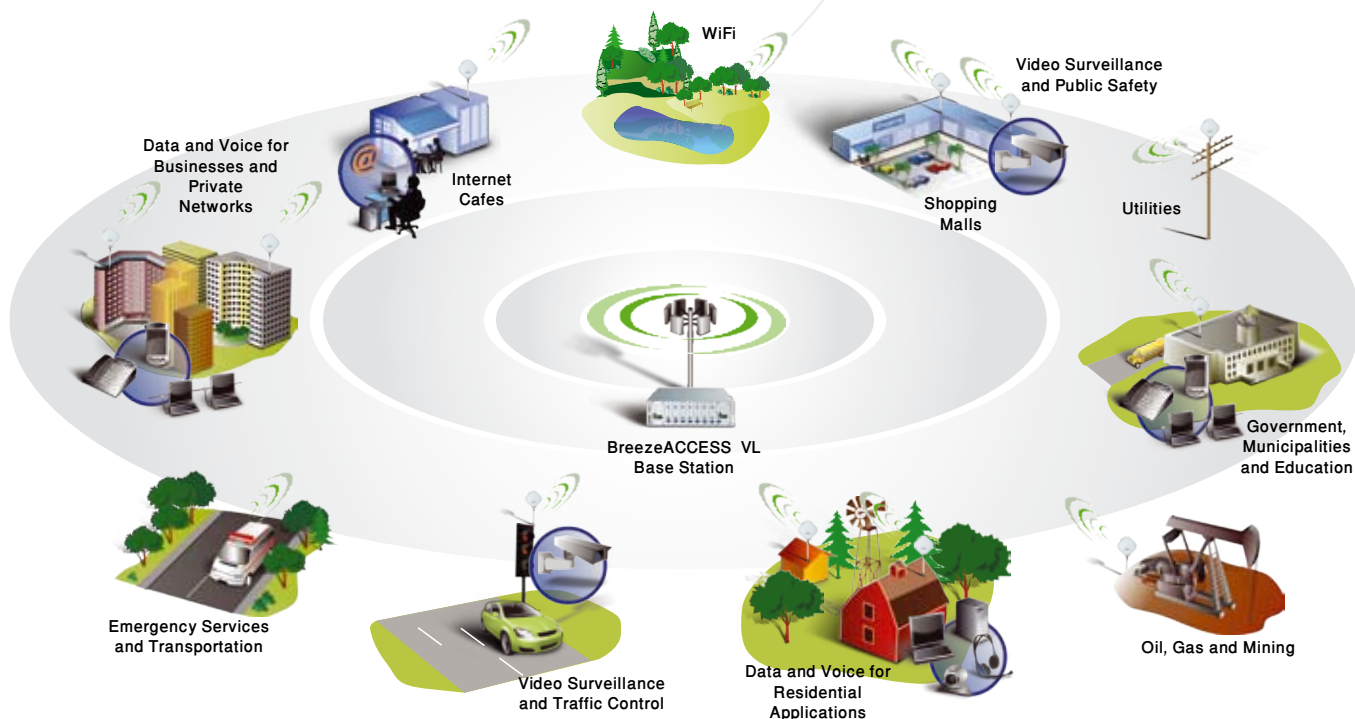 WiFi
Video Surveillance
and Public Safety
Data and Voice for
Businesses and
Private
Networks
Internet
Cafes
@
Shopping
Malls
Utilities
BreezeACCESS VL
Base Station
Government,
Municipalities
and Education
Emergency Services
and Transportation
Video Surveillance
and Traffic Control
Data and Voice for
Residential
Applications
Oil, Gas and Mining